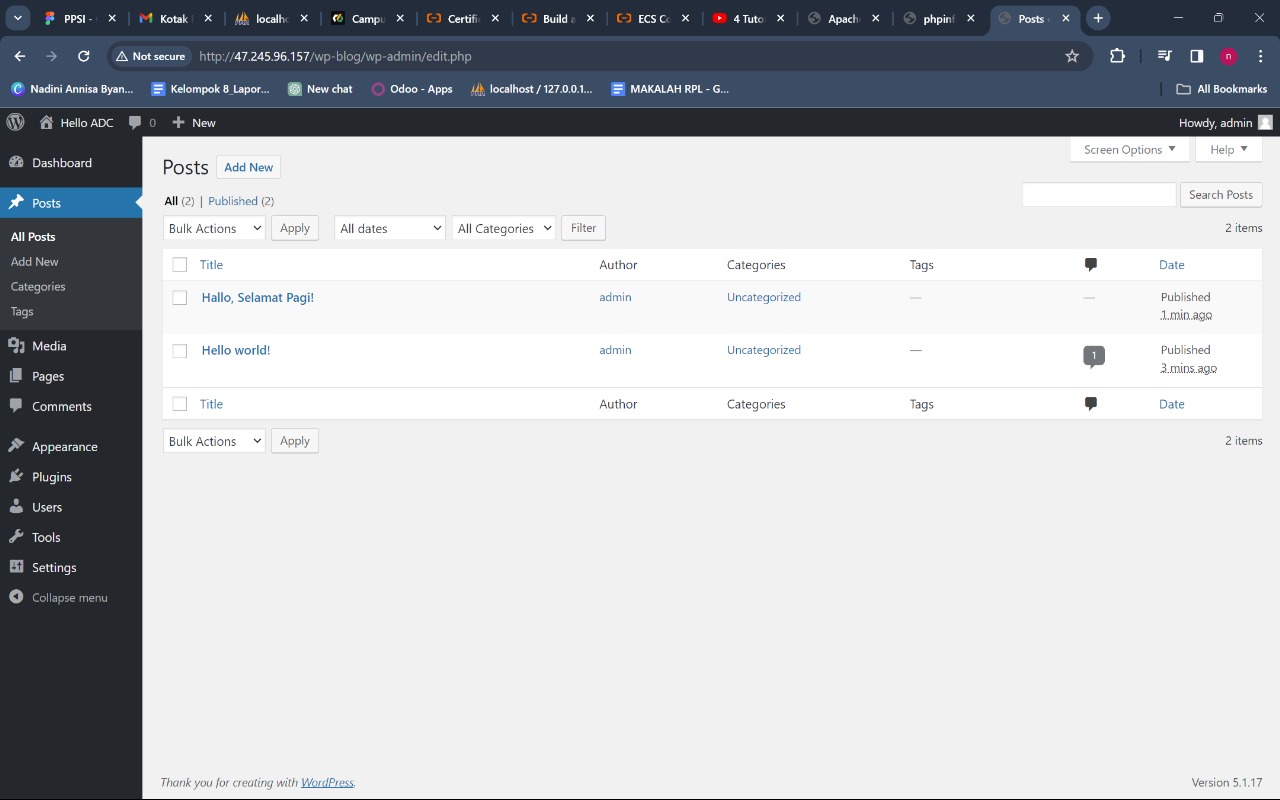 PPSI -
Kotak
localho
Campu
Certifi
Build a
ECS Co
4 Tuto
Apach
phpinf
Posts
Not secure http://47.245.96.157/wp-blog/wp-admin/edit.php n
Nadini Annisa Byan... Kelompok 8_Lapor... New chat Odoo - Apps localhost / 127.0.0.1... MAKALAH RPL - G... All Bookmarks
Hello ADC 0 New Howdy, admin
Dashboard
Posts
All Posts
Add New
Categories
Tags
Media
Pages
Comments
Appearance
Plugins
Users
Tools
Settings
Collapse menu
Screen Options Help
Posts Add New
All (2) | Published (2) Search Posts
Bulk Actions Apply All dates All Categories Filter 2 items
Title Author Categories Tags Date
Hallo, Selamat Pagi! admin Uncategorized — — Published
1 min ago
Hello world! admin Uncategorized — 1 Published
3 mins ago
Title Author Categories Tags Date
Bulk Actions Apply 2 items
Thank you for creating with WordPress. Version 5.1.17